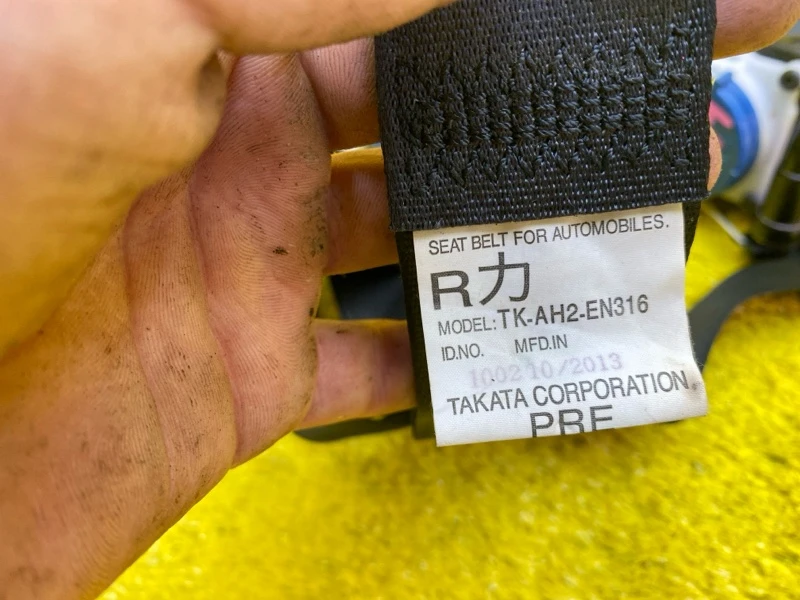 SEAT BELT FOR AUTOMOBILES.
R力
MODEL: TK-AH2-EN316
ID.NO. MFD.IN
1002 10/2013
TAKATA CORPORATION.
PRE